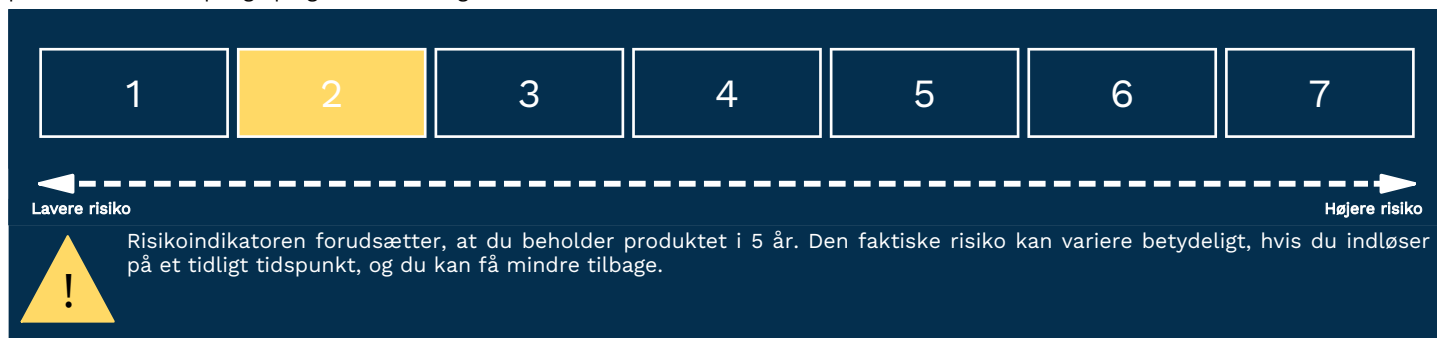 1 2 3 4 5 6 7
Lavere risiko Højere risiko
Risikoindikatoren forudsætter, at du beholder produktet i 5 år. Den faktiske risiko kan variere betydeligt, hvis du indløser
på et tidligt tidspunkt, og du kan få mindre tilbage.
!